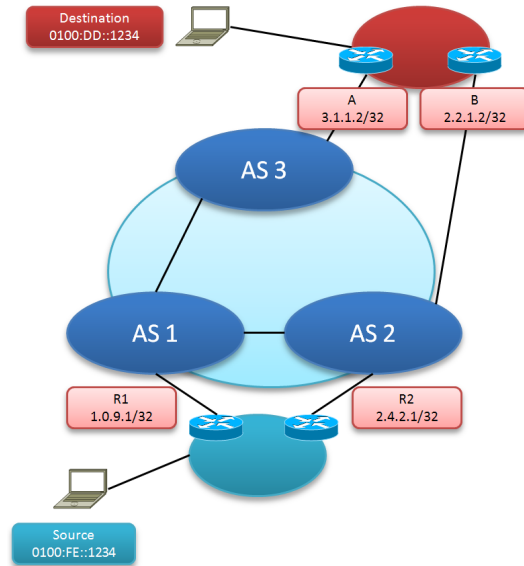 Destination
0100:DD::1234
A
3.1.1.2/32
B
2.2.1.2/32
AS 3
AS 1
AS 2
R1
1.0.9.1/32
R2
2.4.2.1/32
Source
0100:FE::1234